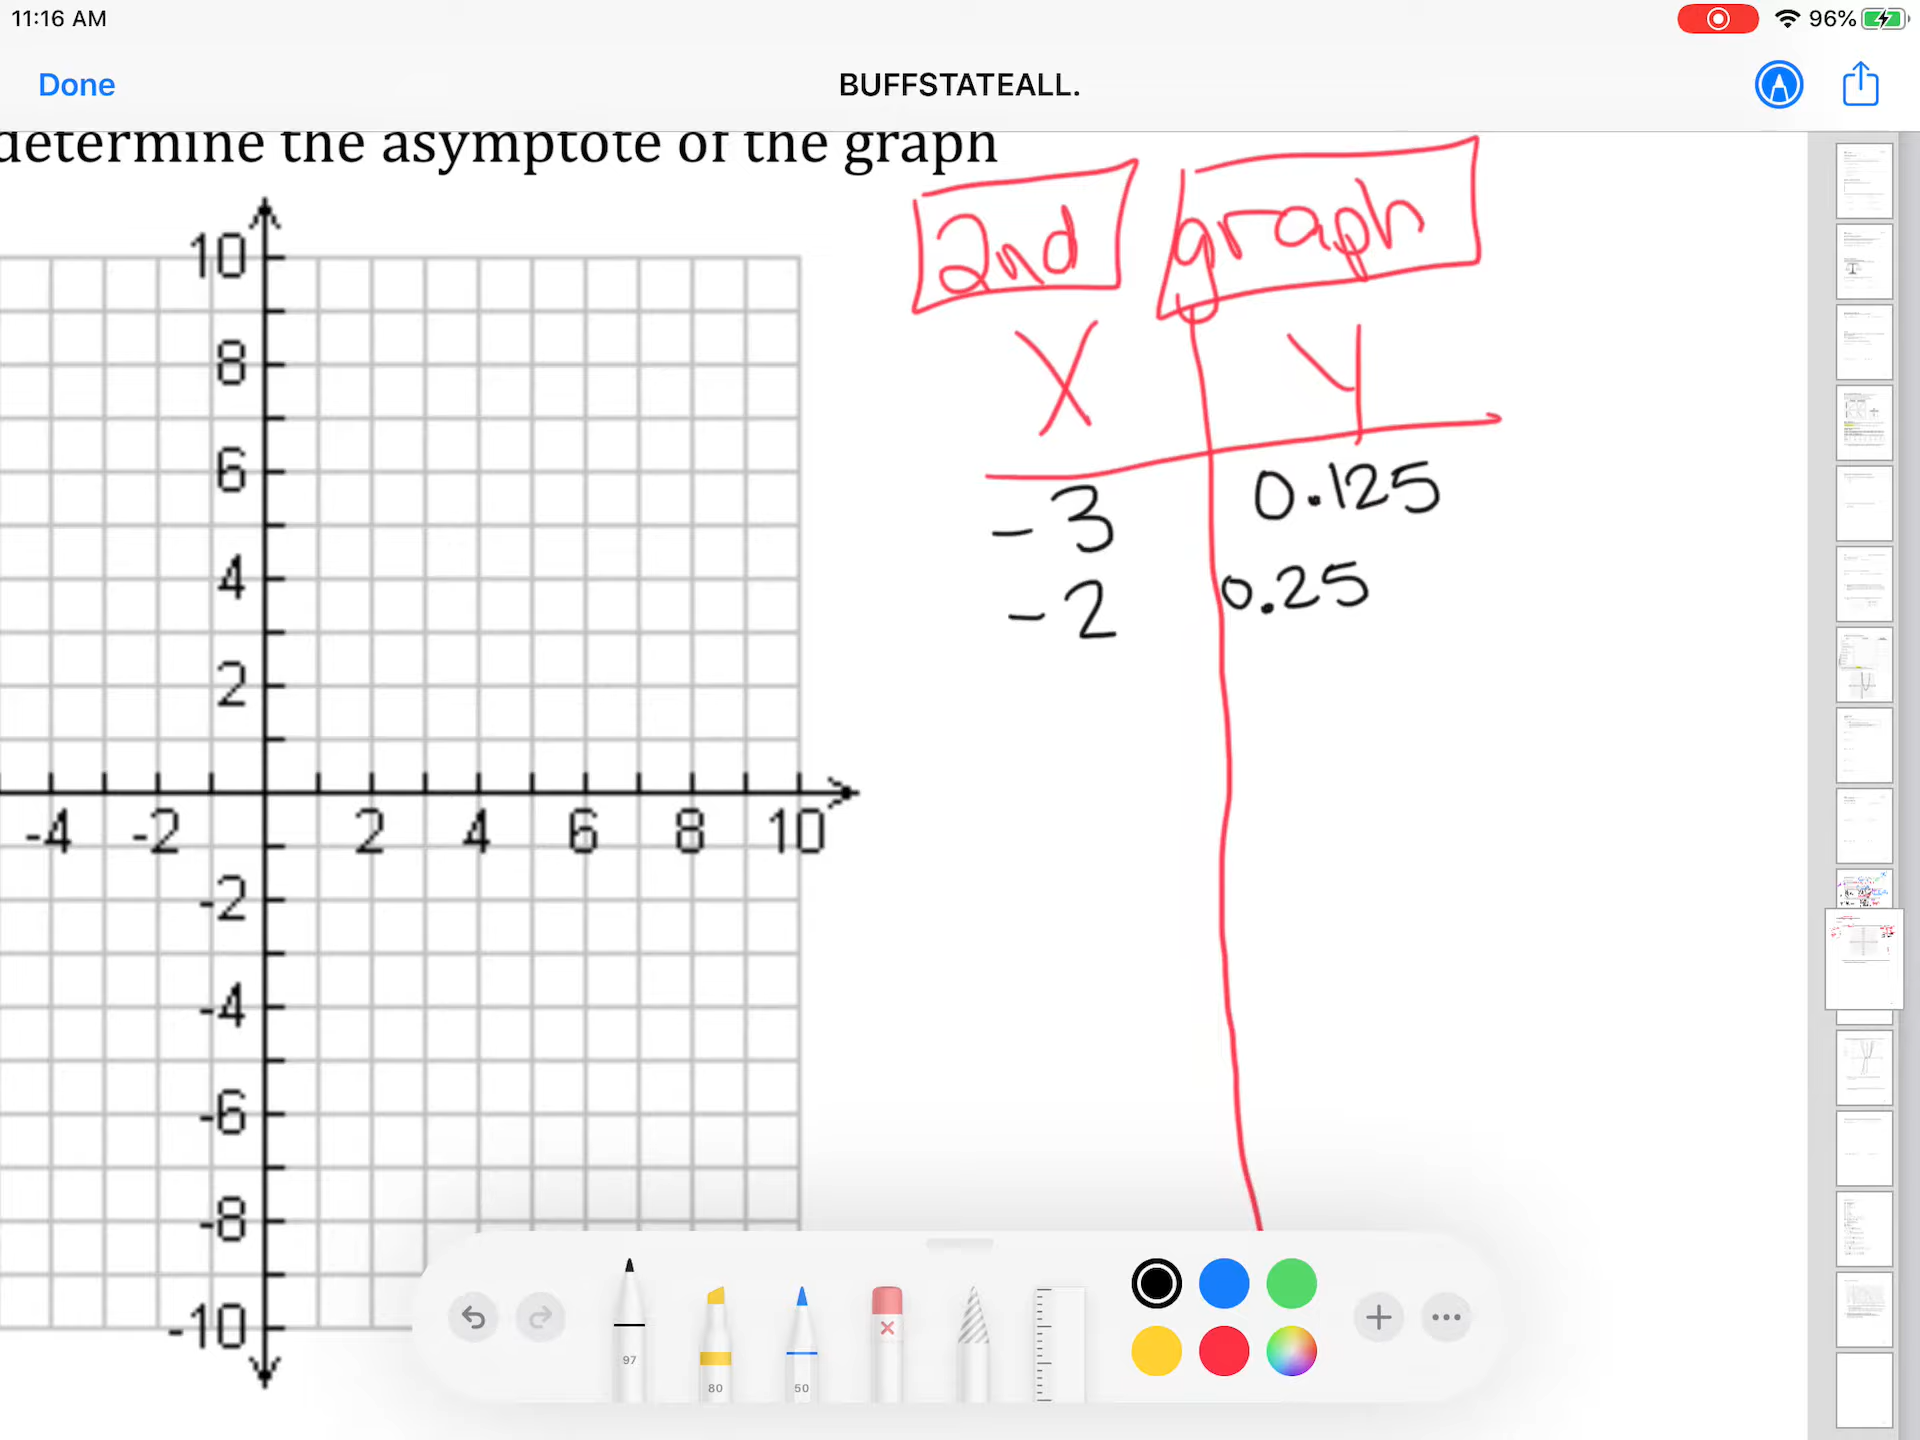 11:16 AM
96%
Done
BUFFSTATEALL.
determine the asymptote of the graph
2nd graph
X Y
-3 0.125
-2 0.25
10
8
6
4
2
-4 -2 2 4 6 8 10
-2
-4
-6
-8
-10
97
80
50